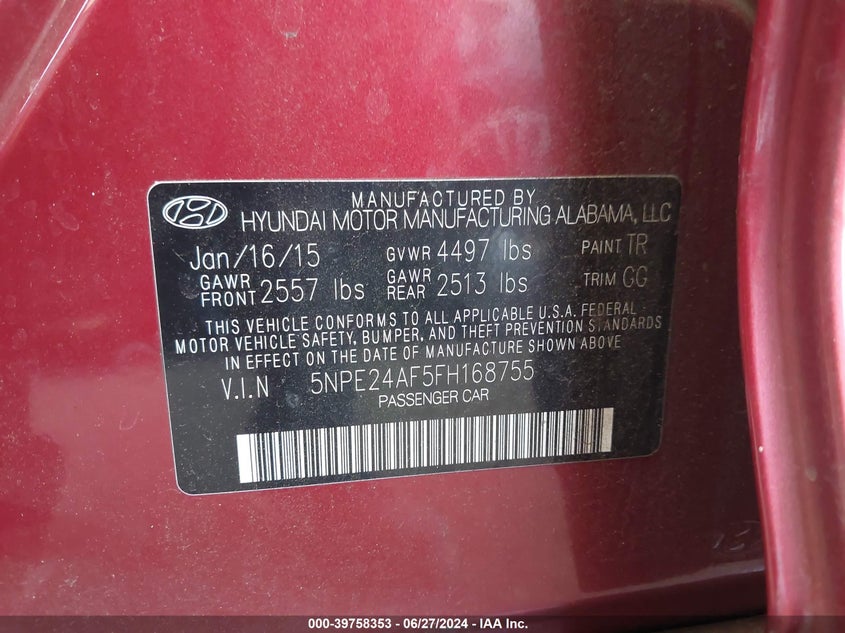 MANUFACTURED BY
HYUNDAI MOTOR MANUFACTURING ALABAMA, LLC
Jan/16/15 GVWR 4497 lbs PAINT TR
GAWR FRONT 2557 lbs GAWR REAR 2513 lbs TRIM GG
THIS VEHICLE CONFORMS TO ALL APPLICABLE U.S.A. FEDERAL
MOTOR VEHICLE SAFETY, BUMPER, AND THEFT PREVENTION STANDARDS
IN EFFECT ON THE DATE OF MANUFACTURE SHOWN ABOVE.
V.I.N 5NPE24AF5FH168755
PASSENGER CAR
000-39758353 - 06/27/2024 - IAA Inc.